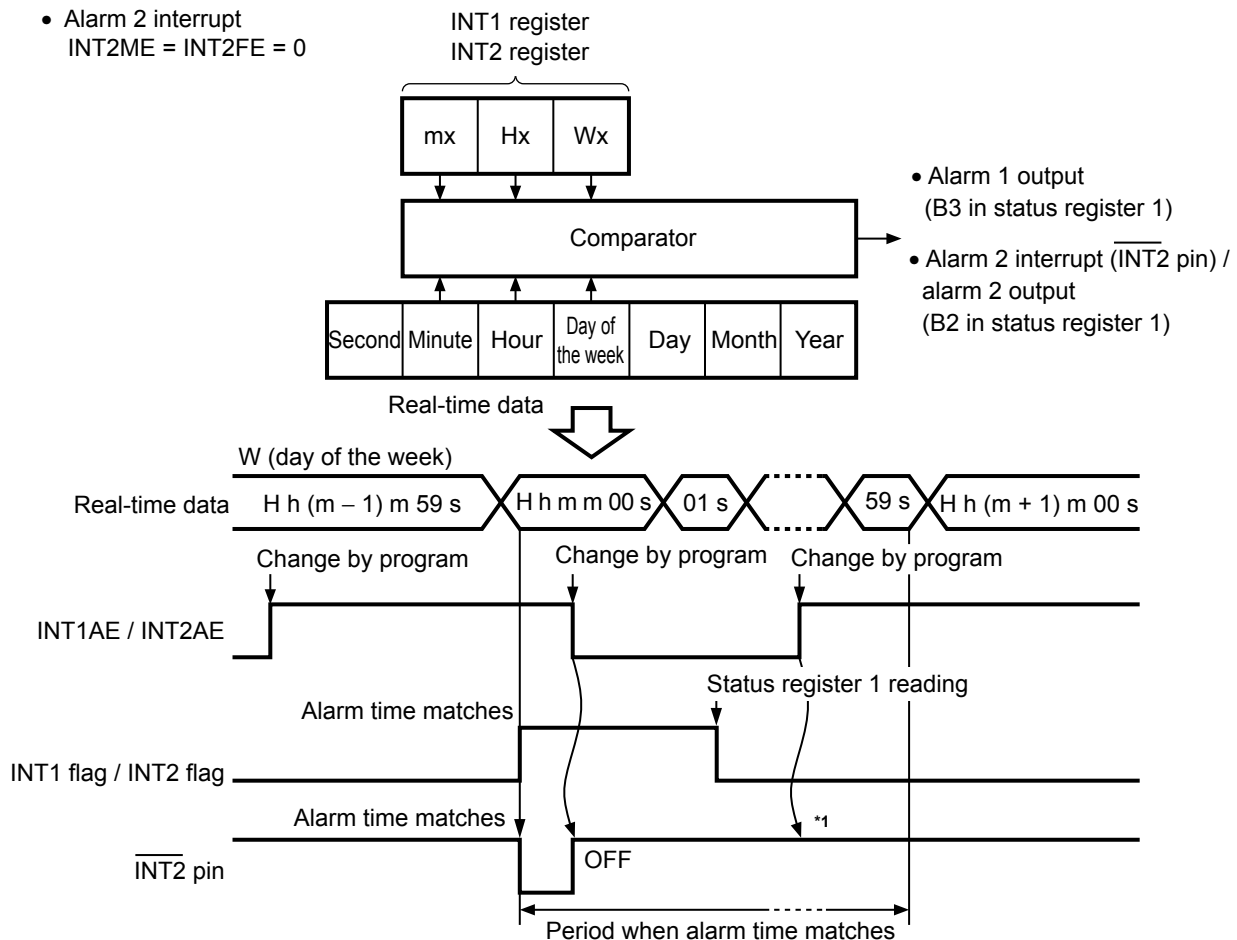 • Alarm 2 interrupt
INT2ME = INT2FE = 0
INT1 register
INT2 register
mx Hx Wx
Comparator
• Alarm 1 output
(B3 in status register 1)
• Alarm 2 interrupt (I̅N̅T̅2̅ pin) /
alarm 2 output
(B2 in status register 1)
Second Minute Hour Day of the week Day Month Year
Real-time data
W (day of the week)
Real-time data H h (m − 1) m 59 s H h m m 00 s 01 s 59 s H h (m + 1) m 00 s
Change by program Change by program Change by program
INT1AE / INT2AE
Status register 1 reading
Alarm time matches
INT1 flag / INT2 flag
Alarm time matches *1
OFF
I̅N̅T̅2̅ pin
Period when alarm time matches